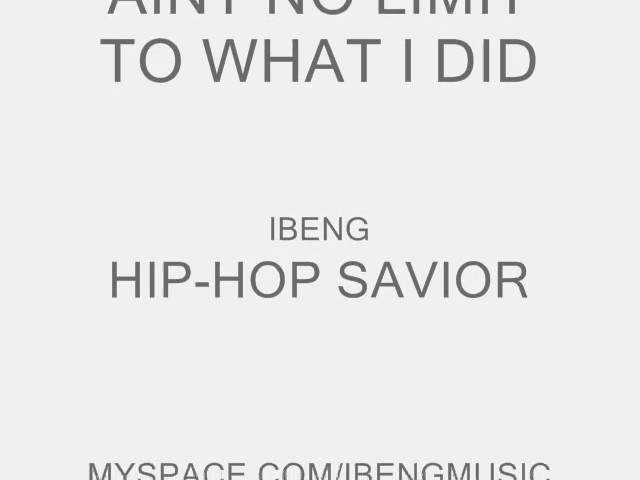 AINT NO LIMIT
TO WHAT I DID
IBENG
HIP-HOP SAVIOR
MYSPACE.COM/IBENGMUSIC